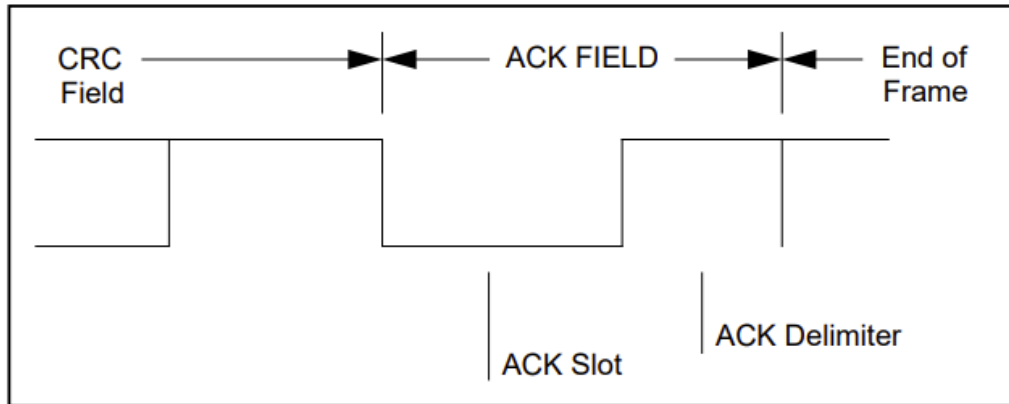 CRC
Field
ACK FIELD
End of
Frame
ACK Slot
ACK Delimiter